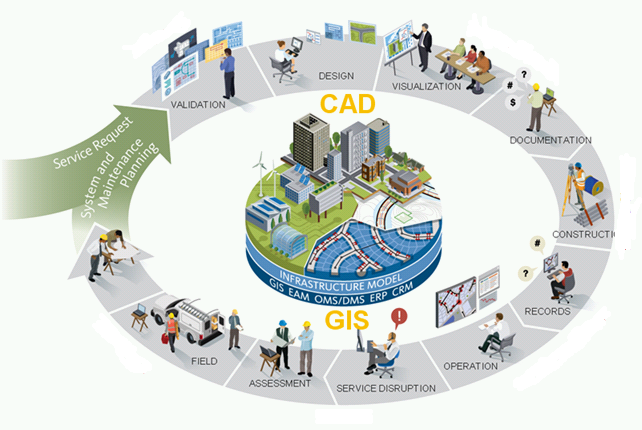 DESIGN
VISUALIZATION
VALIDATION
CAD
?
#
$
DOCUMENTATION
Service Request
System and
Maintenance
Planning
CONSTRUCTI
#
?
INFRASTRUCTURE MODEL
GIS EAM OMS/DMS ERP CRM
GIS
!
RECORDS
FIELD
OPERATION
ASSESSMENT
SERVICE DISRUPTION